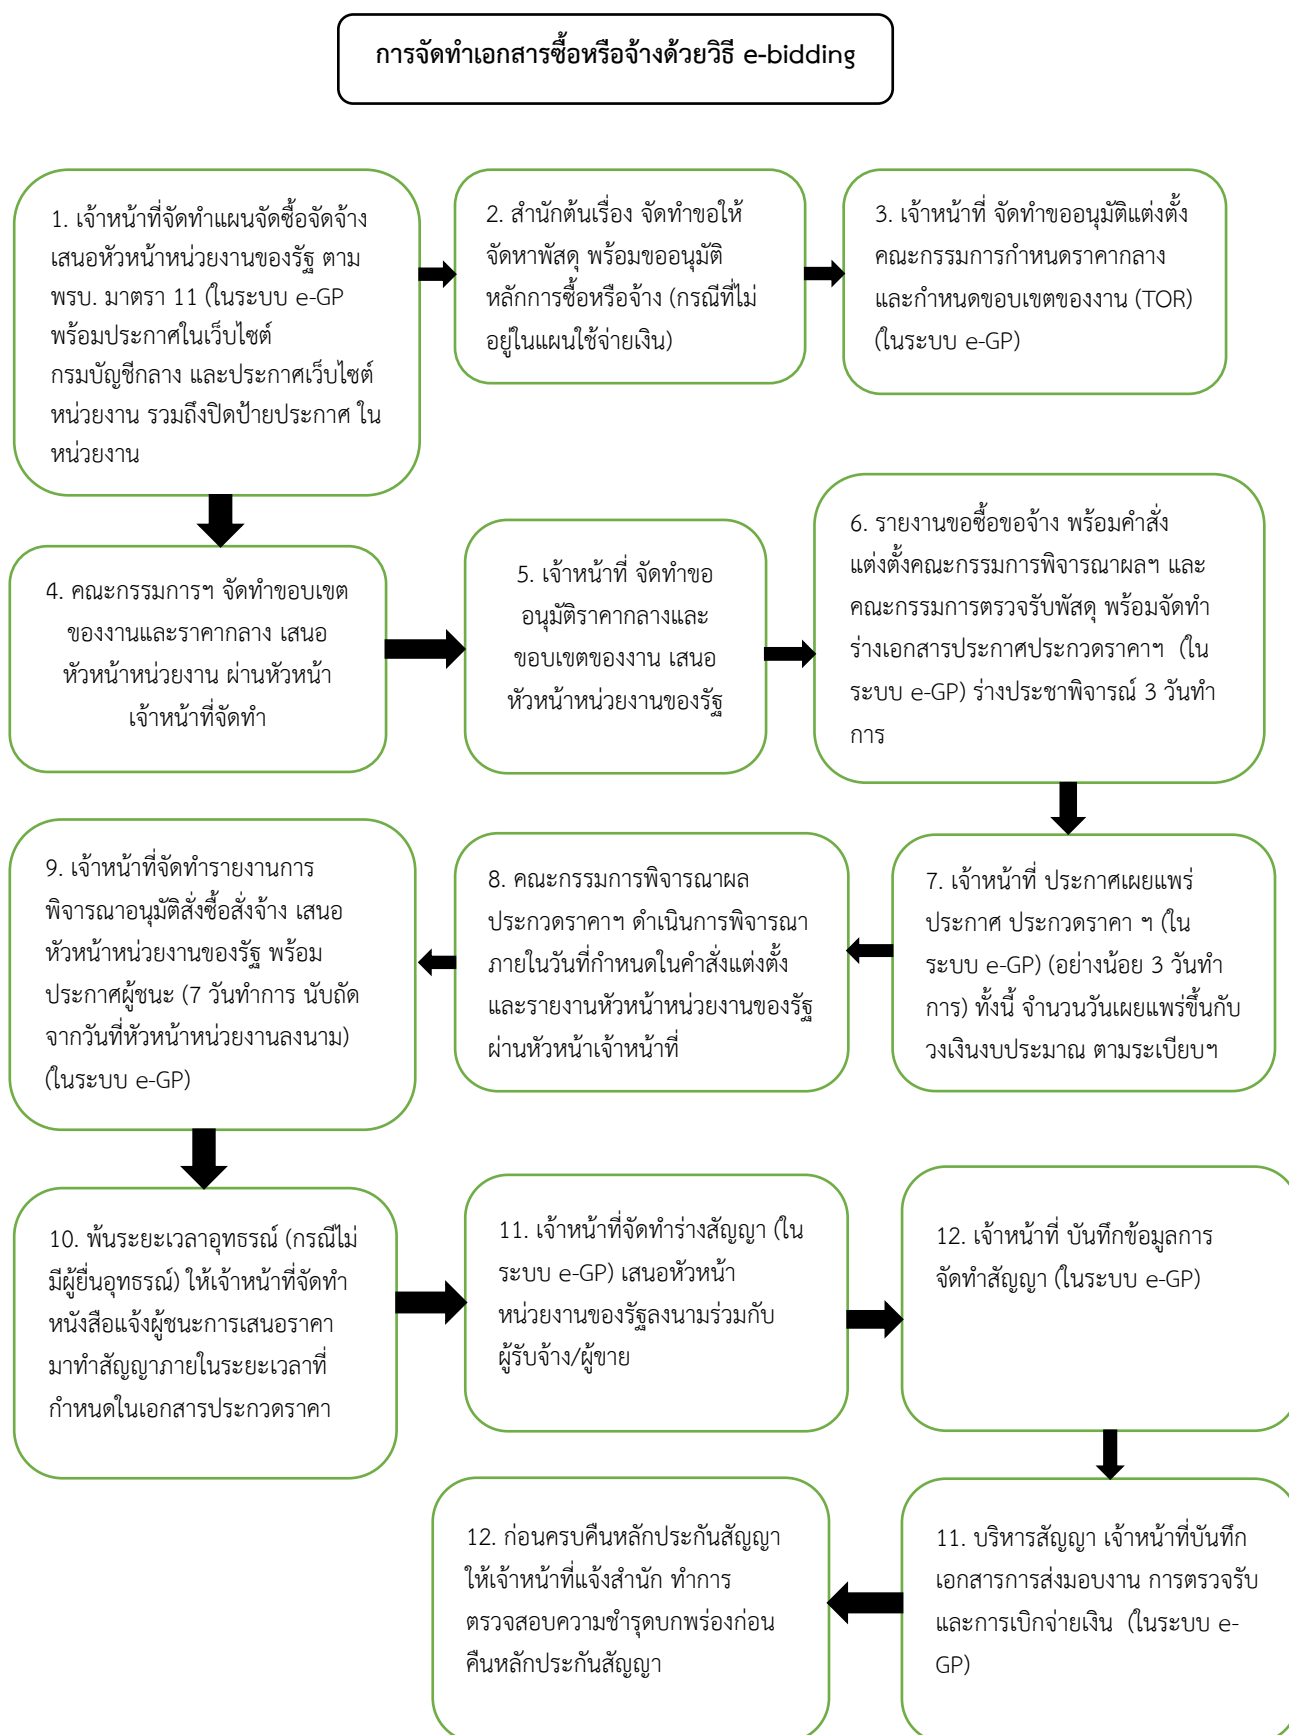 การจัดทำเอกสารซื้อหรือจ้างด้วยวิธี e-bidding
1. เจ้าหน้าที่จัดทำแผนจัดซื้อจัดจ้าง
เสนอหัวหน้าหน่วยงานของรัฐ ตาม
พรบ. มาตรา 11 (ในระบบ e-GP
พร้อมประกาศในเว็บไซต์
กรมบัญชีกลาง และประกาศเว็บไซต์
หน่วยงาน รวมถึงปิดป้ายประกาศ ใน
หน่วยงาน
2. สำนักต้นเรื่อง จัดทำขอให้
จัดหาพัสดุ พร้อมขออนุมัติ
หลักการซื้อหรือจ้าง (กรณีที่ไม่
อยู่ในแผนใช้จ่ายเงิน)
3. เจ้าหน้าที่ จัดทำขออนุมัติแต่งตั้ง
คณะกรรมการกำหนดราคากลาง
และกำหนดขอบเขตของงาน (TOR)
(ในระบบ e-GP)
4. คณะกรรมการฯ จัดทำขอบเขต
ของงานและราคากลาง เสนอ
หัวหน้าหน่วยงาน ผ่านหัวหน้า
เจ้าหน้าที่จัดทำ
5. เจ้าหน้าที่ จัดทำขอ
อนุมัติราคากลางและ
ขอบเขตของงาน เสนอ
หัวหน้าหน่วยงานของรัฐ
6. รายงานขอซื้อขอจ้าง พร้อมคำสั่ง
แต่งตั้งคณะกรรมการพิจารณาผลฯ และ
คณะกรรมการตรวจรับพัสดุ พร้อมจัดทำ
ร่างเอกสารประกาศประกวดราคาฯ (ใน
ระบบ e-GP) ร่างประชาพิจารณ์ 3 วันทำ
การ
7. เจ้าหน้าที่ ประกาศเผยแพร่
ประกาศ ประกวดราคา ฯ (ใน
ระบบ e-GP) (อย่างน้อย 3 วันทำ
การ) ทั้งนี้ จำนวนวันเผยแพร่ขึ้นกับ
วงเงินงบประมาณ ตามระเบียบฯ
8. คณะกรรมการพิจารณาผล
ประกวดราคาฯ ดำเนินการพิจารณา
ภายในวันที่กำหนดในคำสั่งแต่งตั้ง
และรายงานหัวหน้าหน่วยงานของรัฐ
ผ่านหัวหน้าเจ้าหน้าที่
9. เจ้าหน้าที่จัดทำรายงานการ
พิจารณาอนุมัติสั่งซื้อสั่งจ้าง เสนอ
หัวหน้าหน่วยงานของรัฐ พร้อม
ประกาศผู้ชนะ (7 วันทำการ นับถัด
จากวันที่หัวหน้าหน่วยงานลงนาม)
(ในระบบ e-GP)
10. พ้นระยะเวลาอุทธรณ์ (กรณีไม่
มีผู้ยื่นอุทธรณ์) ให้เจ้าหน้าที่จัดทำ
หนังสือแจ้งผู้ชนะการเสนอราคา
มาทำสัญญาภายในระยะเวลาที่
กำหนดในเอกสารประกวดราคา
11. เจ้าหน้าที่จัดทำร่างสัญญา (ใน
ระบบ e-GP) เสนอหัวหน้า
หน่วยงานของรัฐลงนามร่วมกับ
ผู้รับจ้าง/ผู้ขาย
12. เจ้าหน้าที่ บันทึกข้อมูลการ
จัดทำสัญญา (ในระบบ e-GP)
11. บริหารสัญญา เจ้าหน้าที่บันทึก
เอกสารการส่งมอบงาน การตรวจรับ
และการเบิกจ่ายเงิน (ในระบบ e-
GP)
12. ก่อนครบคืนหลักประกันสัญญา
ให้เจ้าหน้าที่แจ้งสำนัก ทำการ
ตรวจสอบความชำรุดบกพร่องก่อน
คืนหลักประกันสัญญา